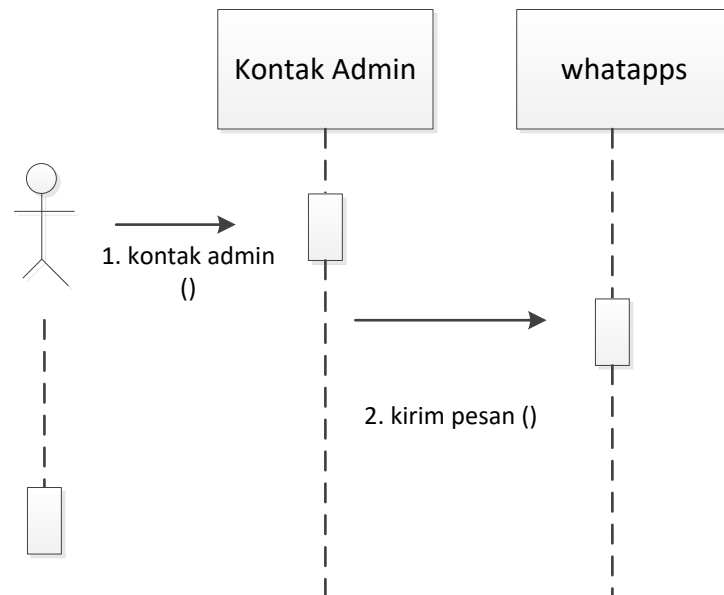 Kontak Admin
whatapps
1. kontak admin
()
2. kirim pesan ()